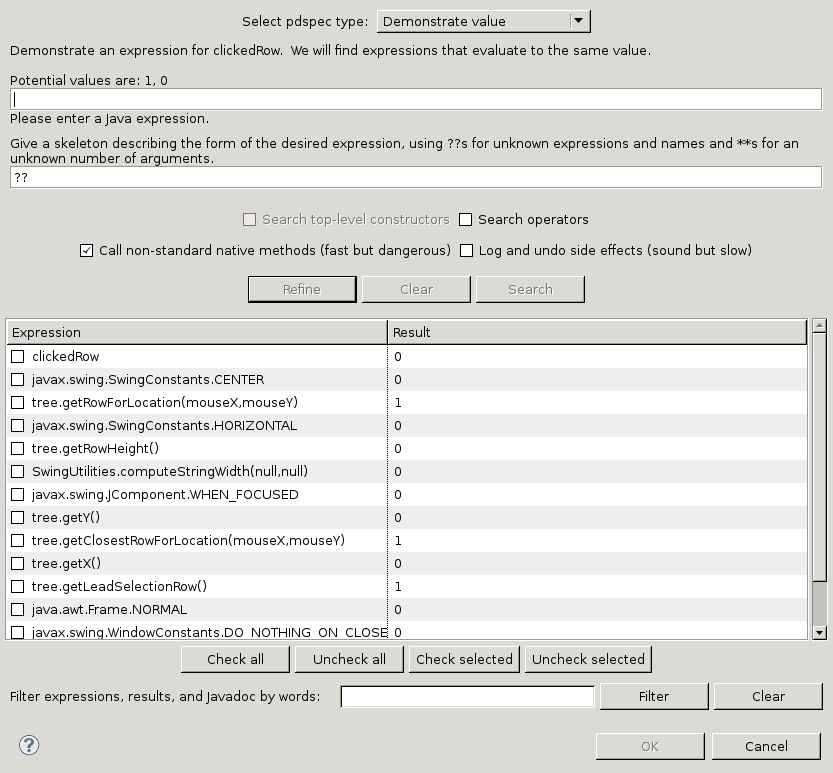 Select pdspec type: Demonstrate value
Demonstrate an expression for clickedRow.  We will find expressions that evaluate to the same value.
Potential values are: 1, 0
Please enter a Java expression.
Give a skeleton describing the form of the desired expression, using ??s for unknown expressions and names and **s for an
unknown number of arguments.
??
Search top-level constructors Search operators
Call non-standard native methods (fast but dangerous) Log and undo side effects (sound but slow)
Refine Clear Search
Expression Result
clickedRow 0
javax.swing.SwingConstants.CENTER 0
tree.getRowForLocation(mouseX,mouseY) 1
javax.swing.SwingConstants.HORIZONTAL 0
tree.getRowHeight() 0
SwingUtilities.computeStringWidth(null,null) 0
javax.swing.JComponent.WHEN_FOCUSED 0
tree.getY() 0
tree.getClosestRowForLocation(mouseX,mouseY) 1
tree.getX() 0
tree.getLeadSelectionRow() 1
java.awt.Frame.NORMAL 0
javax.swing.WindowConstants.DO_NOTHING_ON_CLOSE 0
Check all Uncheck all Check selected Uncheck selected
Filter expressions, results, and Javadoc by words: Filter Clear
? OK Cancel